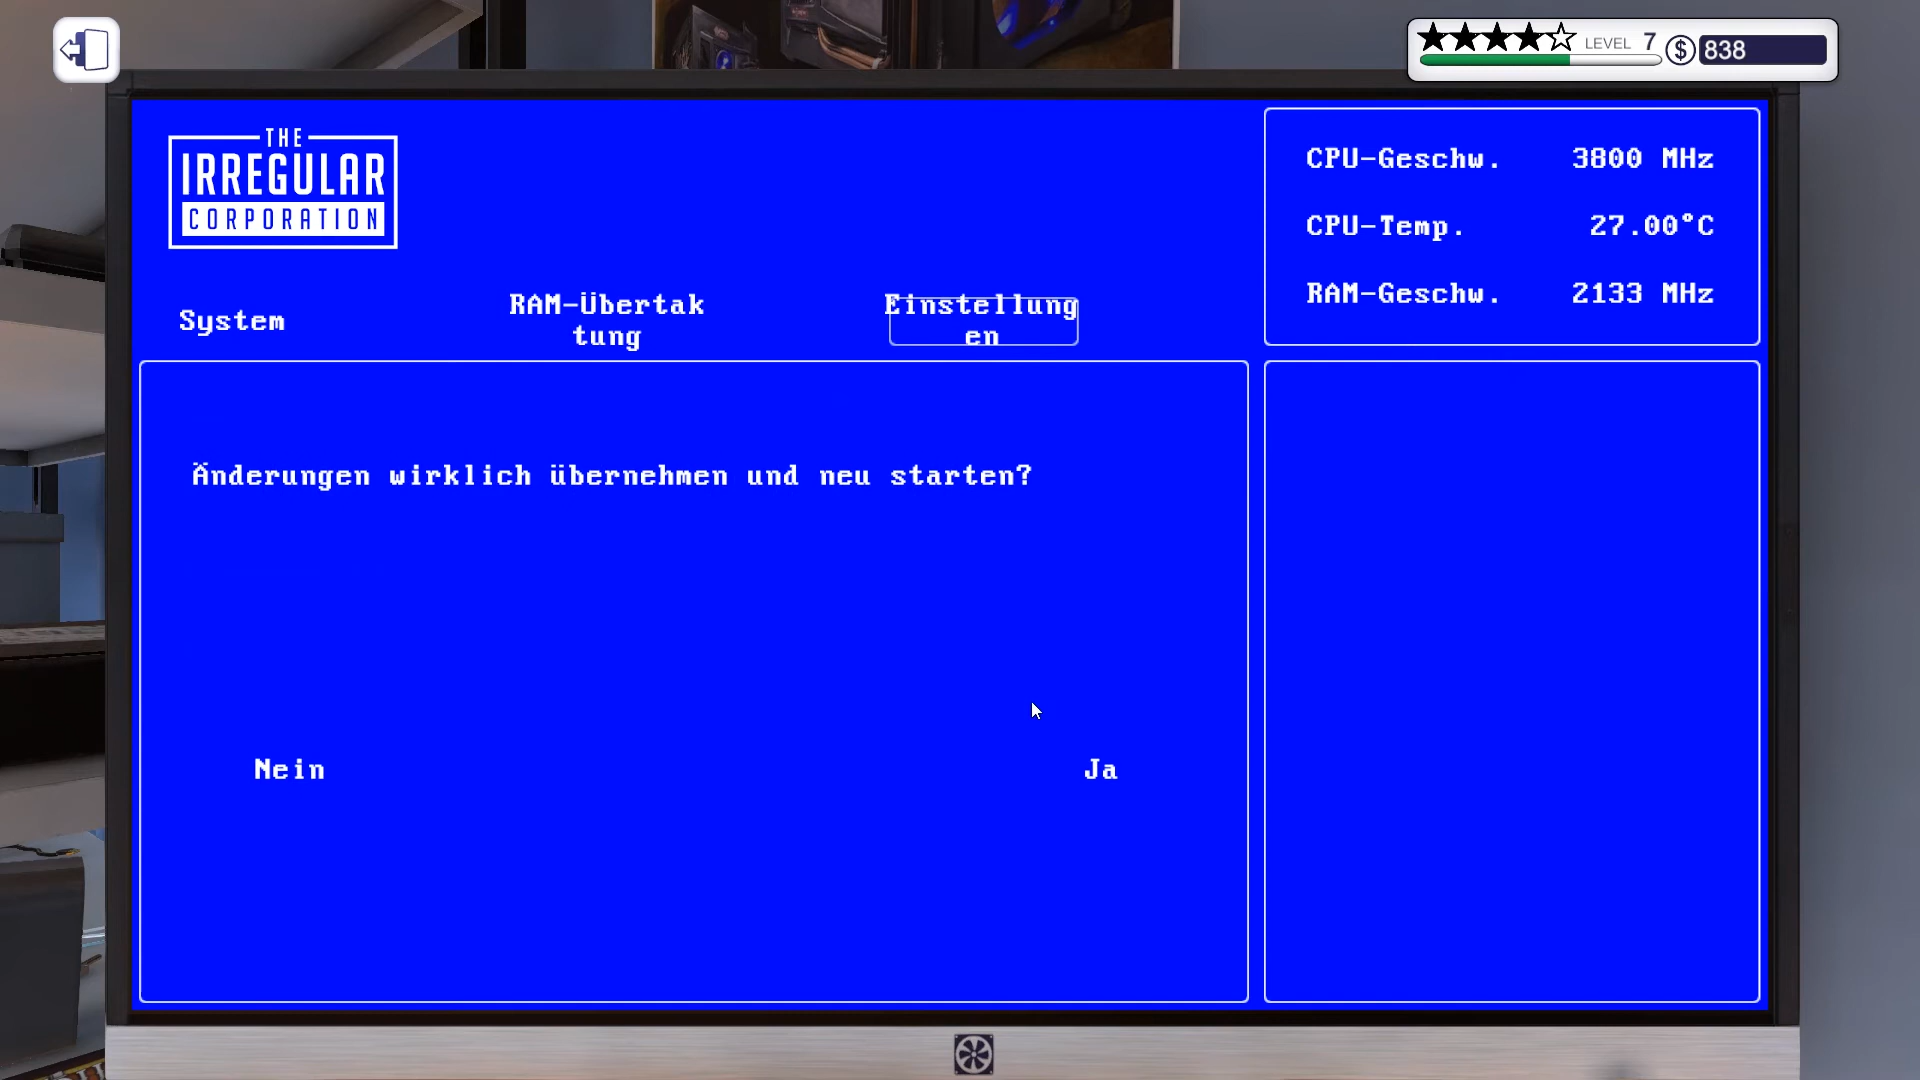 LEVEL 7
838
THE
IRREGULAR
CORPORATION
CPU-Geschw. 3800 MHz
CPU-Temp. 27.00°C
RAM-Geschw. 2133 MHz
System
RAM-Übertak
tung
Einstellung
en
Änderungen wirklich übernehmen und neu starten?
Nein
Ja